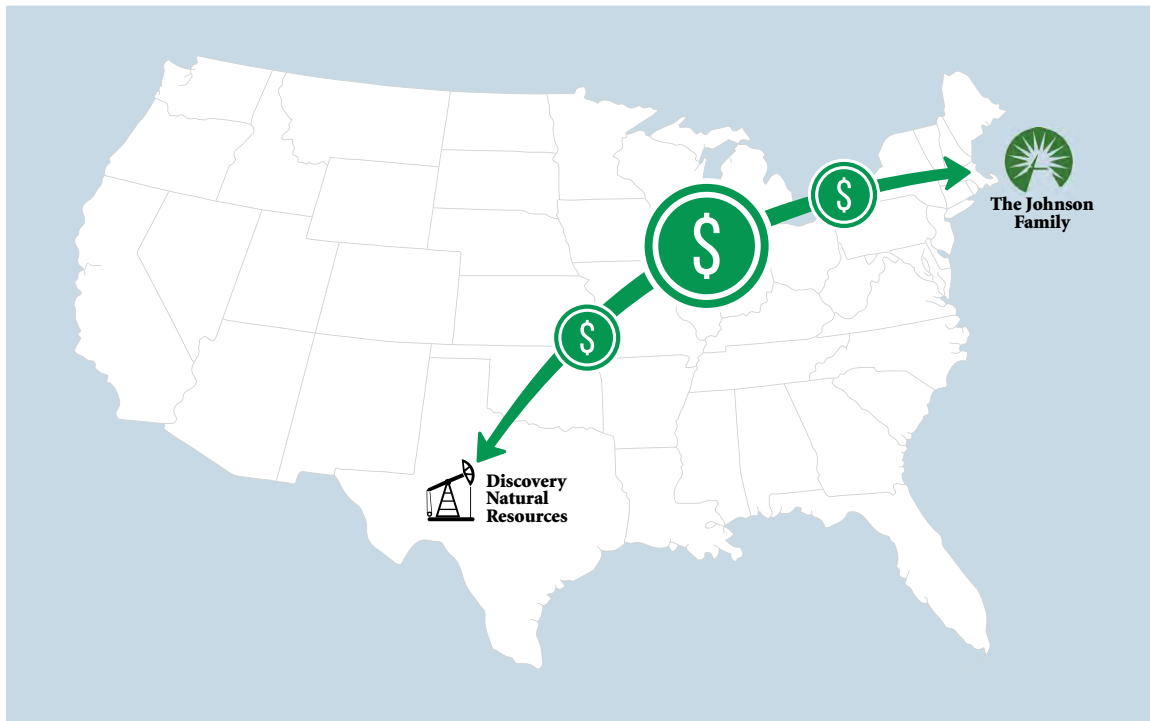 $
$
$
The Johnson
Family
Discovery
Natural
Resources